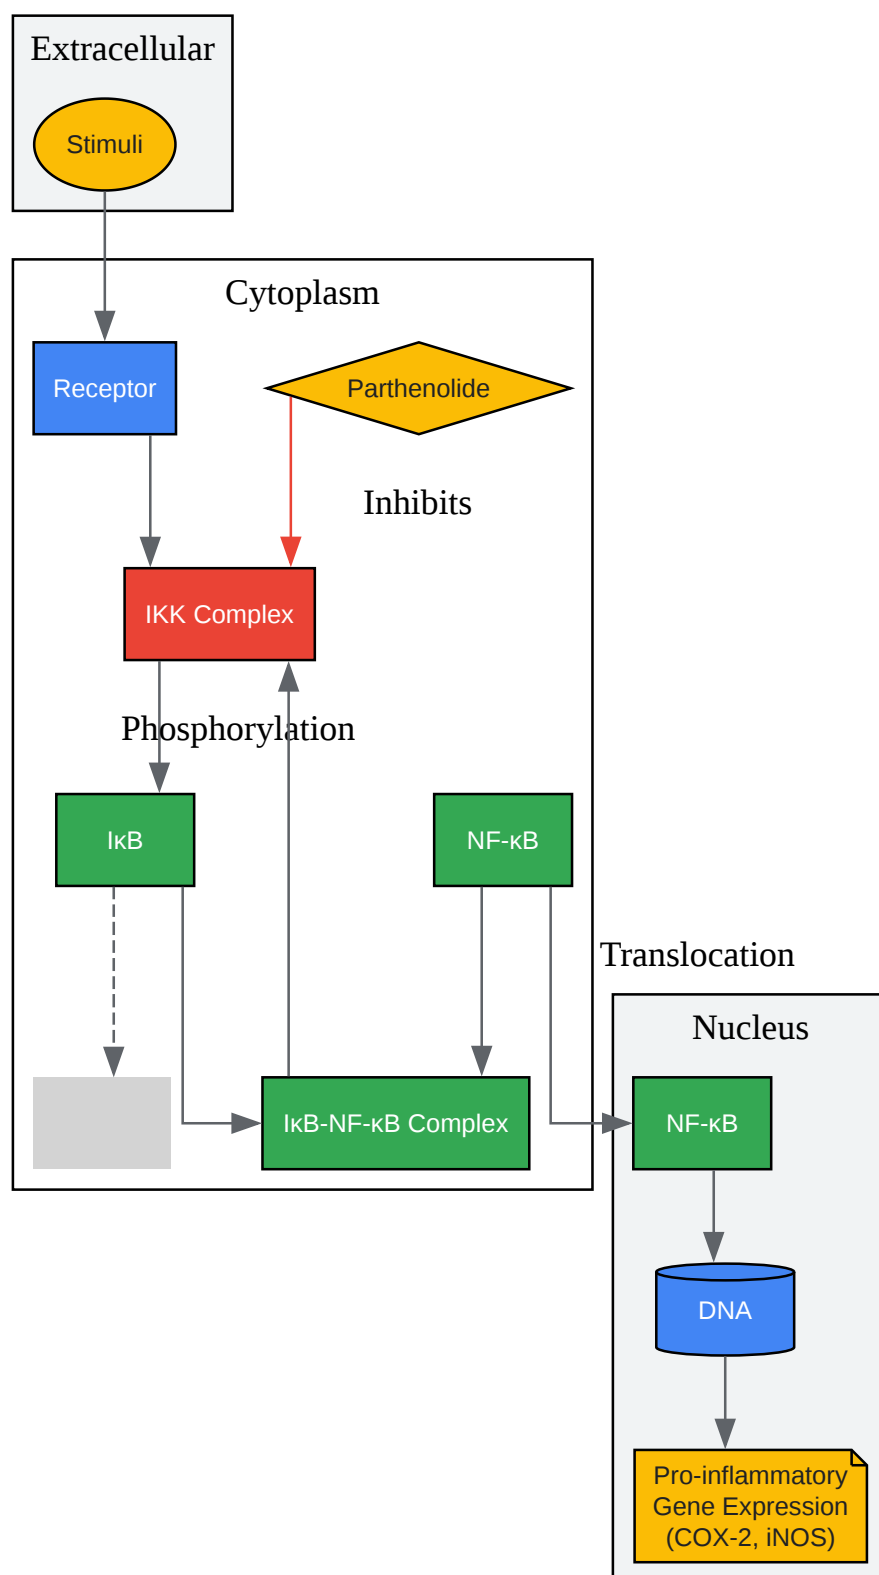 Extracellular
Stimuli
Cytoplasm
Receptor
Parthenolide
Inhibits
IKK Complex
Phosphorylation
IκB
NF-κB
Translocation
Nucleus
IκB-NF-κB Complex
NF-κB
DNA
Pro-inflammatory
Gene Expression
(COX-2, iNOS)